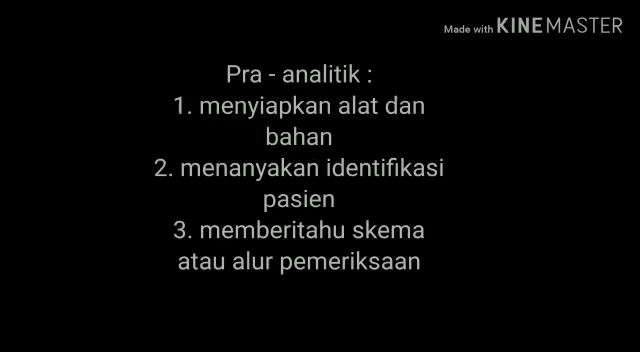 Made with KINEMASTER
Pra - analitik :
1. menyiapkan alat dan
bahan
2. menanyakan identifikasi
pasien
3. memberitahu skema
atau alur pemeriksaan